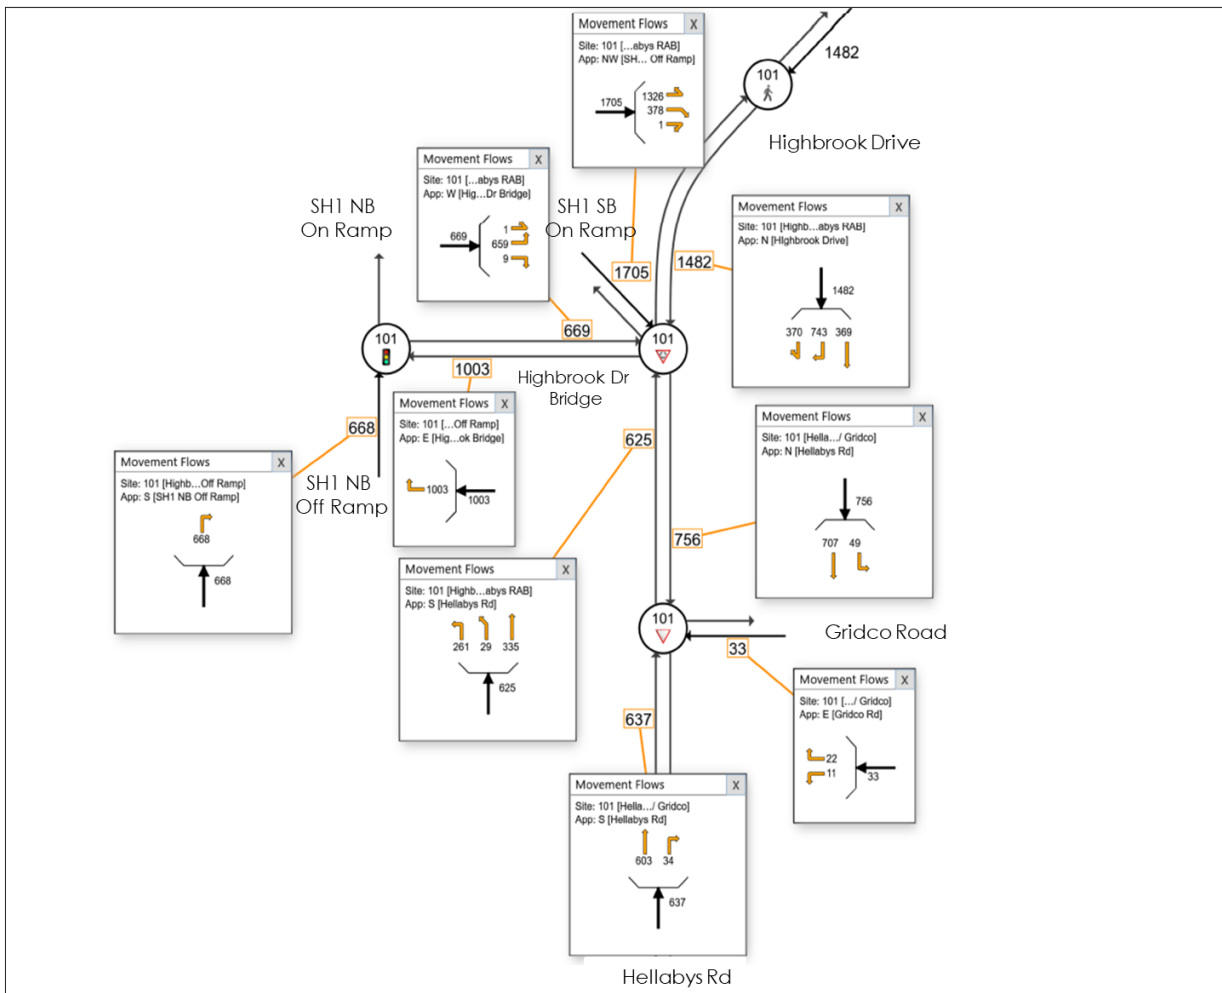 Movement Flows X
Site: 101 [...abys RAB]
App: NW [SH... Off Ramp]
1705
1326
378
1
1482
101
Highbrook Drive
Movement Flows X
Site: 101 [...abys RAB]
App: W [Hig...Dr Bridge]
669
1
659
9
SH1 NB
On Ramp
SH1 SB
On Ramp
Movement Flows X
Site: 101 [Highb...abys RAB]
App: N [HIghbrook Drive]
1482
370 743 369
1705
1482
669
101
101
1003
Highbrook Dr
Bridge
Movement Flows X
Site: 101 [...Off Ramp]
App: E [Hig...ok Bridge]
1003
1003
668
625
Movement Flows X
Site: 101 [Hella.../ Gridco]
App: N [Hellabys Rd]
756
707 49
756
Movement Flows X
Site: 101 [Highb...Off Ramp]
App: S [SH1 NB Off Ramp]
668
668
SH1 NB
Off Ramp
Movement Flows X
Site: 101 [Highb...abys RAB]
App: S [Hellabys Rd]
261 29 335
625
101
Gridco Road
33
Movement Flows X
Site: 101 [.../ Gridco]
App: E [Gridco Rd]
22
11
33
637
Movement Flows X
Site: 101 [Hella.../ Gridco]
App: S [Hellabys Rd]
603 34
637
Hellabys Rd